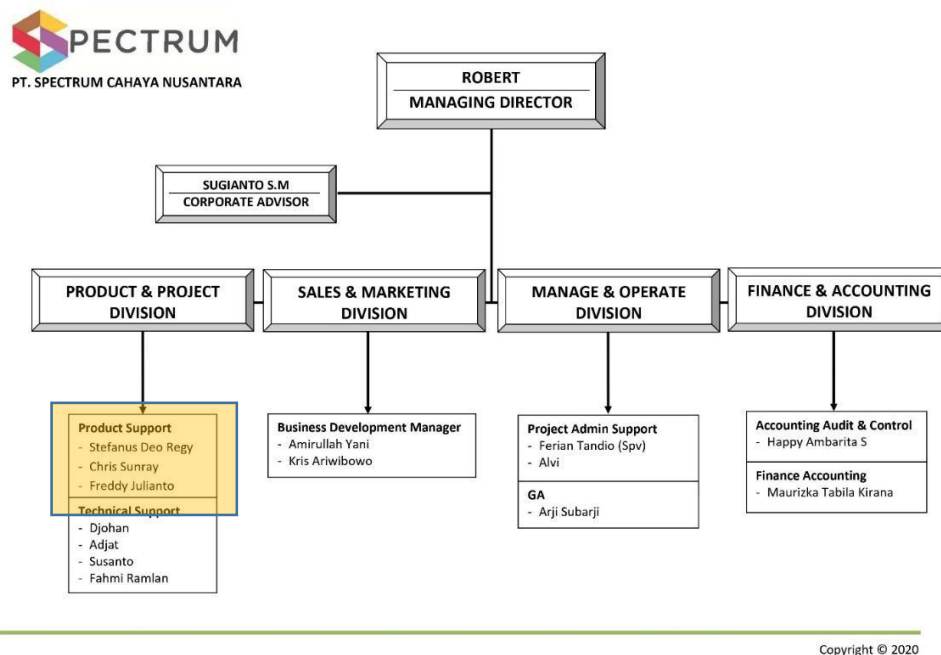 SPECTRUM
PT. SPECTRUM CAHAYA NUSANTARA
ROBERT
MANAGING DIRECTOR
SUGIANTO S.M
CORPORATE ADVISOR
PRODUCT & PROJECT
DIVISION
SALES & MARKETING
DIVISION
MANAGE & OPERATE
DIVISION
FINANCE & ACCOUNTING
DIVISION
Product Support
- Stefanus Deo Regy
- Chris Sunray
- Freddy Julianto
Technical Support
- Djohan
- Adjat
- Susanto
- Fahmi Ramlan
Business Development Manager
- Amirullah Yani
- Kris Ariwibowo
Project Admin Support
- Ferian Tandio (Spv)
- Alvi
GA
- Arji Subarji
Accounting Audit & Control
- Happy Ambarita S
Finance Accounting
- Maurizka Tabila Kirana
Copyright © 2020